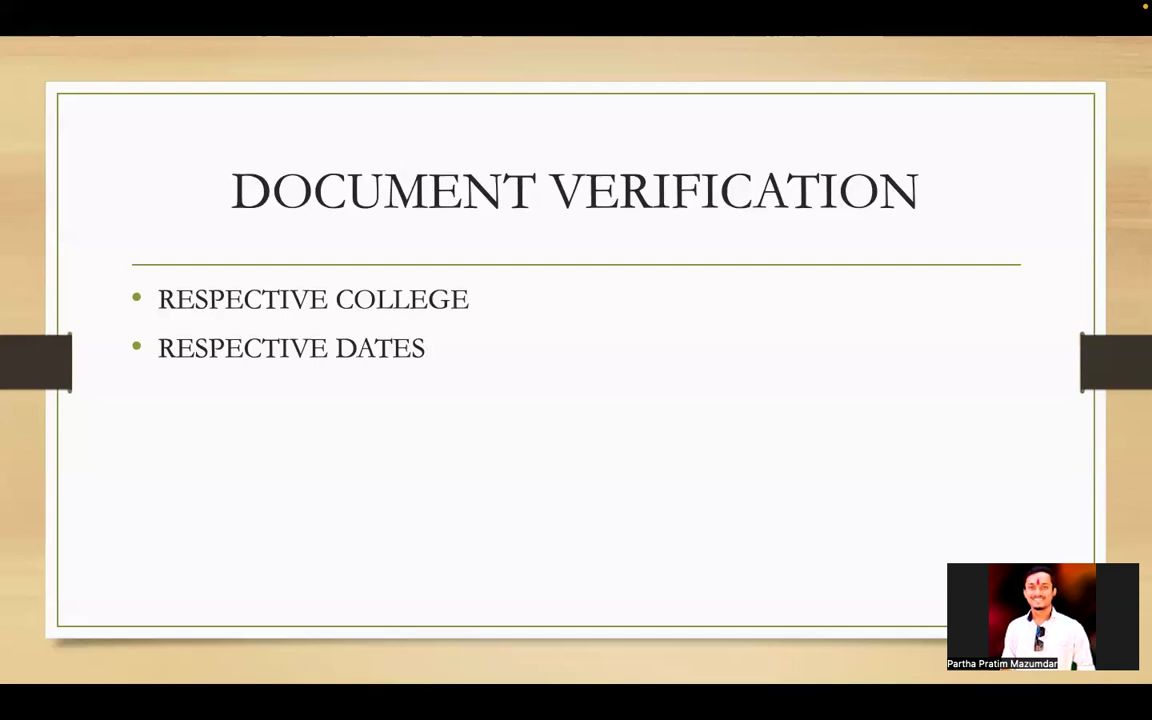 DOCUMENT VERIFICATION
RESPECTIVE COLLEGE
RESPECTIVE DATES
Partha Pratim Mazumdar